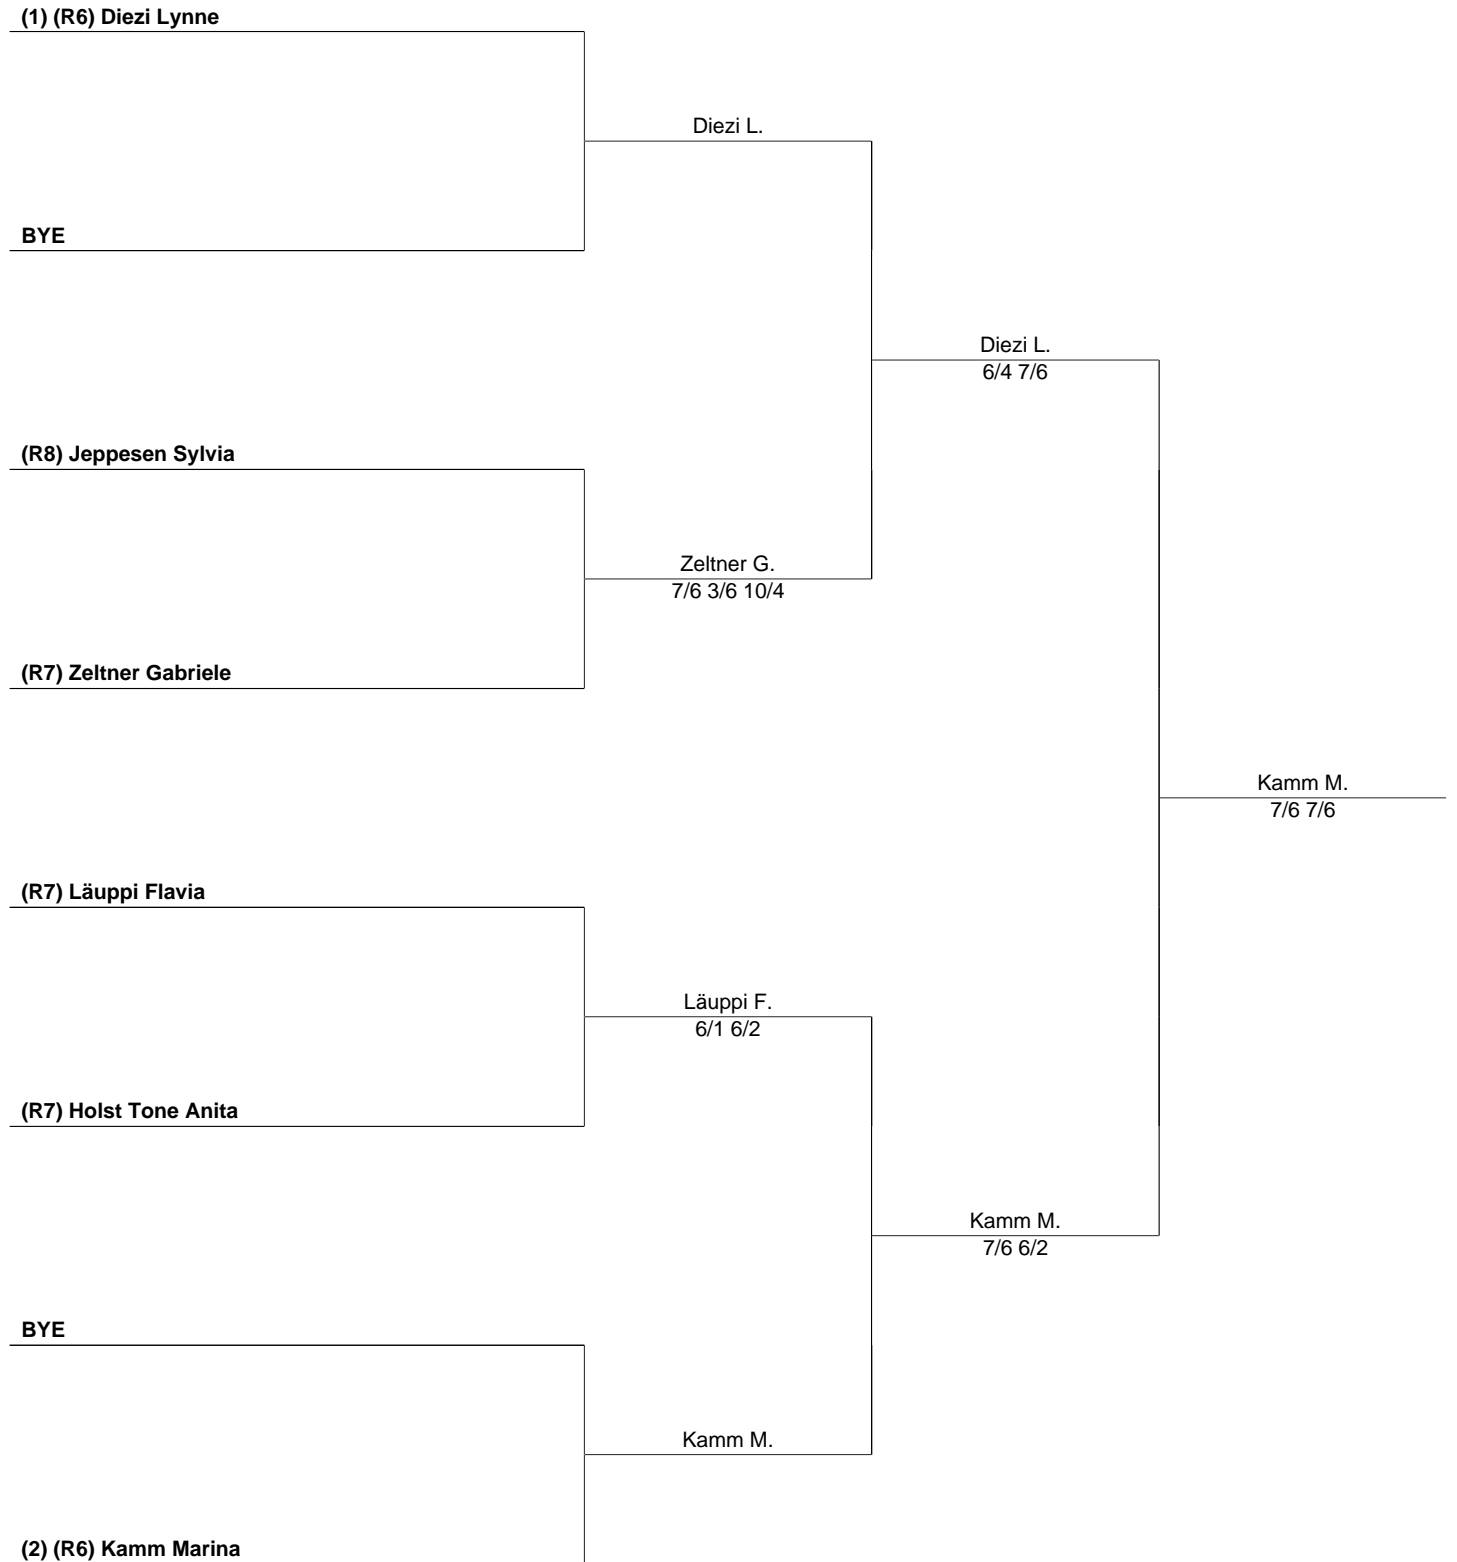 (1) (R6) Diezi Lynne
Diezi L.
BYE
Diezi L.
6/4 7/6
(R8) Jeppesen Sylvia
Zeltner G.
7/6 3/6 10/4
(R7) Zeltner Gabriele
Kamm M.
7/6 7/6
(R7) Läuppi Flavia
Läuppi F.
6/1 6/2
(R7) Holst Tone Anita
Kamm M.
7/6 6/2
BYE
Kamm M.
(2) (R6) Kamm Marina